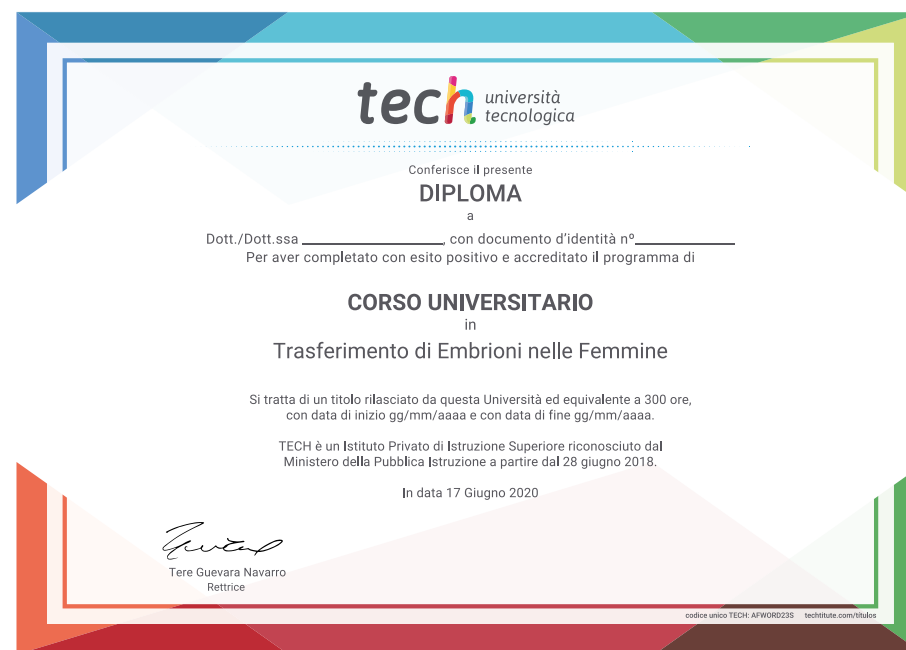 tech università
tecnologica
Conferisce il presente
DIPLOMA
a
Dott./Dott.ssa ____________________, con documento d'identità nº______________
Per aver completato con esito positivo e accreditato il programma di
CORSO UNIVERSITARIO
in
Trasferimento di Embrioni nelle Femmine
Si tratta di un titolo rilasciato da questa Università ed equivalente a 300 ore,
con data di inizio gg/mm/aaaa e con data di fine gg/mm/aaaa.
TECH è un Istituto Privato di Istruzione Superiore riconosciuto dal
Ministero della Pubblica Istruzione a partire dal 28 giugno 2018.
In data 17 Giugno 2020
Tere Guevara Navarro
Rettrice
codice unico TECH: AFWORD23S techtitute.com/titulos